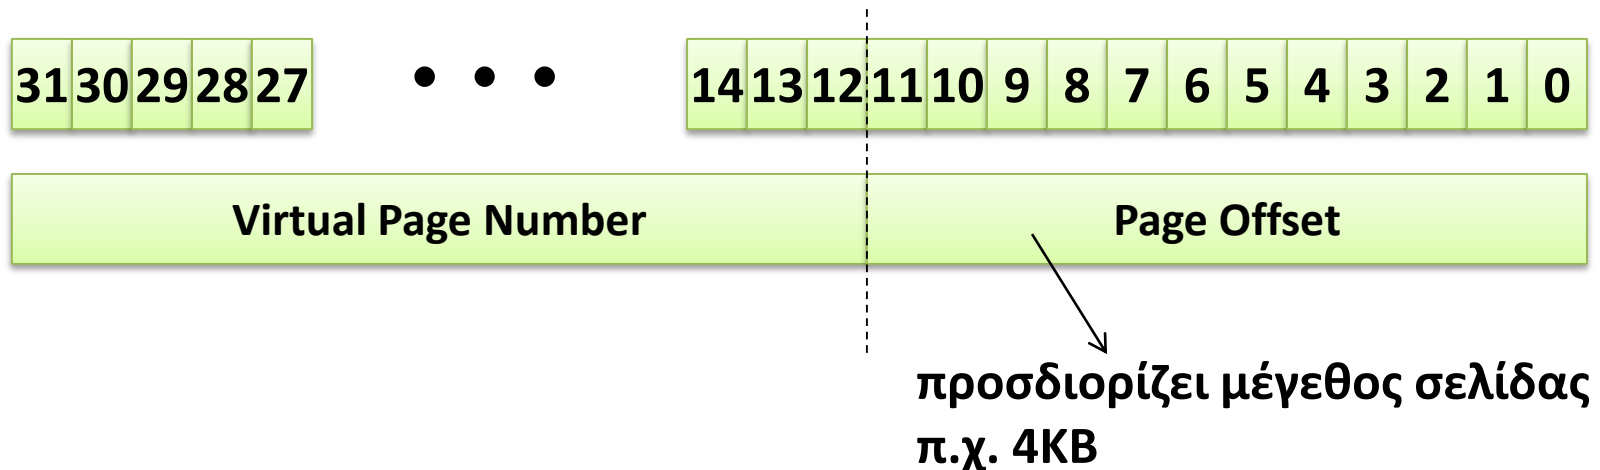 31 30 29 28 27 • • • 14 13 12 11 10 9 8 7 6 5 4 3 2 1 0
Virtual Page Number Page Offset
προσδιορίζει μέγεθος σελίδας
π.χ. 4KB